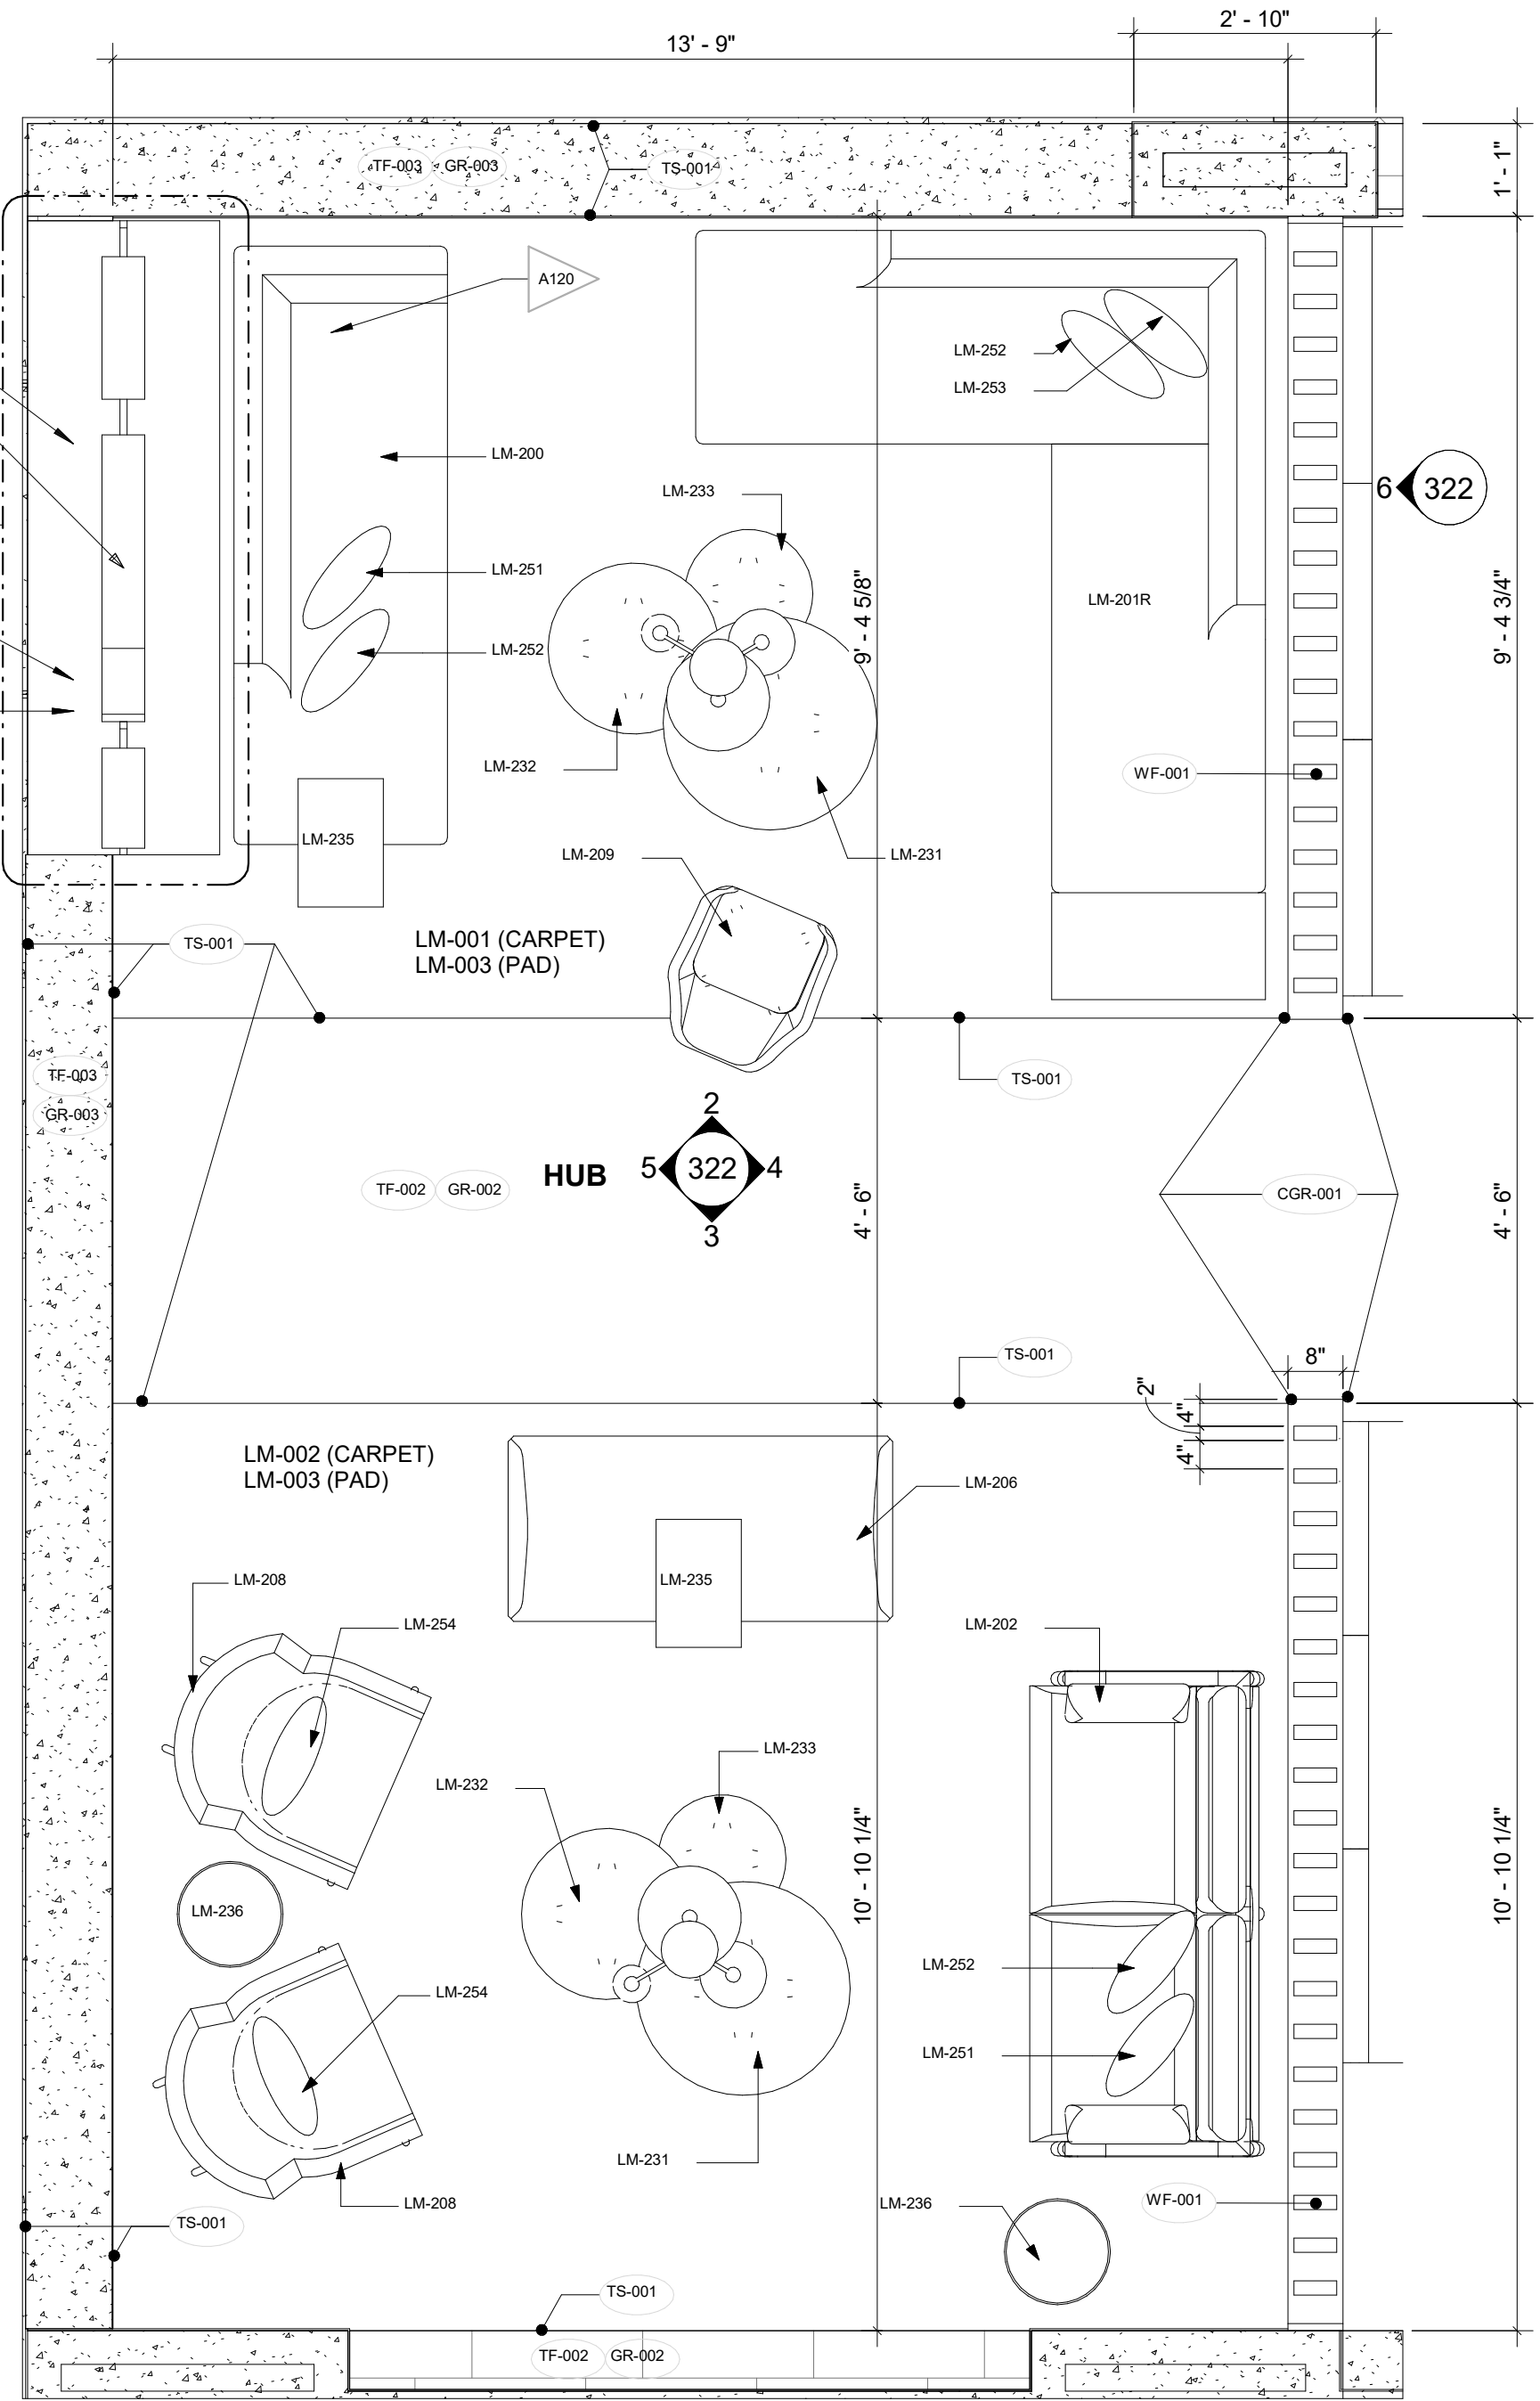 2' - 10"
13' - 9"
1' - 1"
TF-003 GR-003
TS-001
A120
LM-252
LM-253
LM-200
6 322
LM-233
LM-251
9' - 4 5/8"
LM-201R
9' - 4 3/4"
LM-252
LM-232
WF-001
LM-235
LM-209
LM-231
TS-001
LM-001 (CARPET)
LM-003 (PAD)
TF-003
GR-003
TS-001
2
HUB 5 322 4
3
TF-002 GR-002
4' - 6"
CGR-001
4' - 6"
TS-001
8"
2"
4"
4"
LM-002 (CARPET)
LM-003 (PAD)
LM-206
LM-235
LM-208
LM-254
LM-202
LM-233
LM-232
10' - 10 1/4"
10' - 10 1/4"
LM-236
LM-252
LM-254
LM-251
LM-231
LM-208
LM-236
WF-001
TS-001
TS-001
TF-002 GR-002